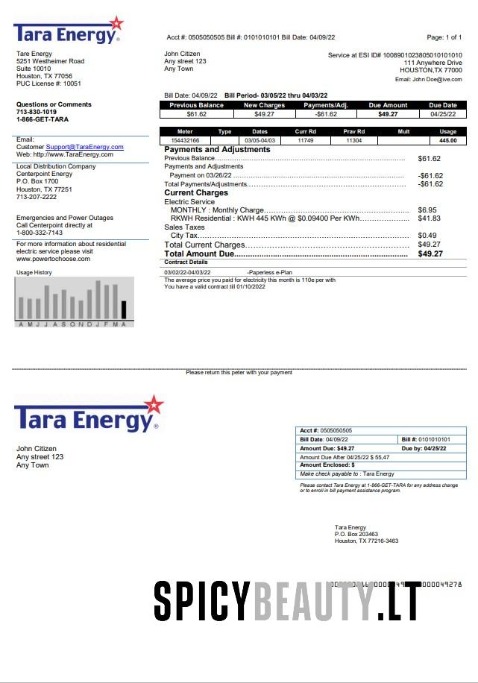 Tara Energy®
Acct #: 0505050505 Bill #: 0101010101 Bill Date: 04/09/22
Page: 1 of 1
Tara Energy
5251 Westheimer Road
Suite 10010
Houston, TX 77056
PUC License #: 10051
John Citizen
Any street 123
Any Town
Service at ESI ID# 1008901023805010101010
111 Anywhere Drive
HOUSTON,TX 77000
Email: John Doe@ive.com
Questions or Comments
713-830-1019
1-866-GET-TARA
Bill Date: 04/09/22 Bill Period- 03/05/22 thru 04/03/22
Previous Balance New Charges Payments/Adj. Due Amount Due Date
$61.62 $49.27 -$61.62 $49.27 04/25/22
Meter Type Dates Curr Rd Prav Rd Mult Usage
154432166 03/05-04/03 11749 11304 445.00
Email:
Customer Support@TaraEnergy.com
Web: http://www.TaraEnergy.com
Local Distribution Company
Centerpoint Energy
P.O. Box 1700
Houston, TX 77251
713-207-2222
Emergencies and Power Outages
Call Centerpoint directly at
1-800-332-7143
For more information about residential
electric service please visit
www.powertochoose.com
Usage History
A M J J A S O N D J F M A
Payments and Adjustments
Previous Balance $61.62
Payments and Adjustments
Payment on 03/26/22 -$61.62
Total Payments/Adjustments -$61.62
Current Charges
Electric Service
MONTHLY : Monthly Charge $6.95
RKWH Residential : KWH 445 KWh @ $0.09400 Per KWh $41.83
Sales Taxes
City Tax $0.49
Total Current Charges $49.27
Total Amount Due $49.27
Contract Details
03/02/22-04/03/22 -Paperless e-Plan
The average price you paid for electricity this month is 110¢ per with
You have a valid contract till 01/10/2022
Please return this peter with your payment
Tara Energy®
John Citizen
Any street 123
Any Town
Acct #: 0505050505
Bill Date: 04/09/22 Bill #: 0101010101
Amount Due: $49.27 Due by: 04/25/22
Amount Due After 04/25/22 $ 55,47
Amount Enclosed: $
Make check payable to : Tara Energy
Please contact Tara Energy at 1-866-GET-TARA for any address change
or to enroll in bill payment assistance program.
Tara Energy
P.O. Box 203463
Houston, TX 77216-3463
SPICYBEAUTY.LT